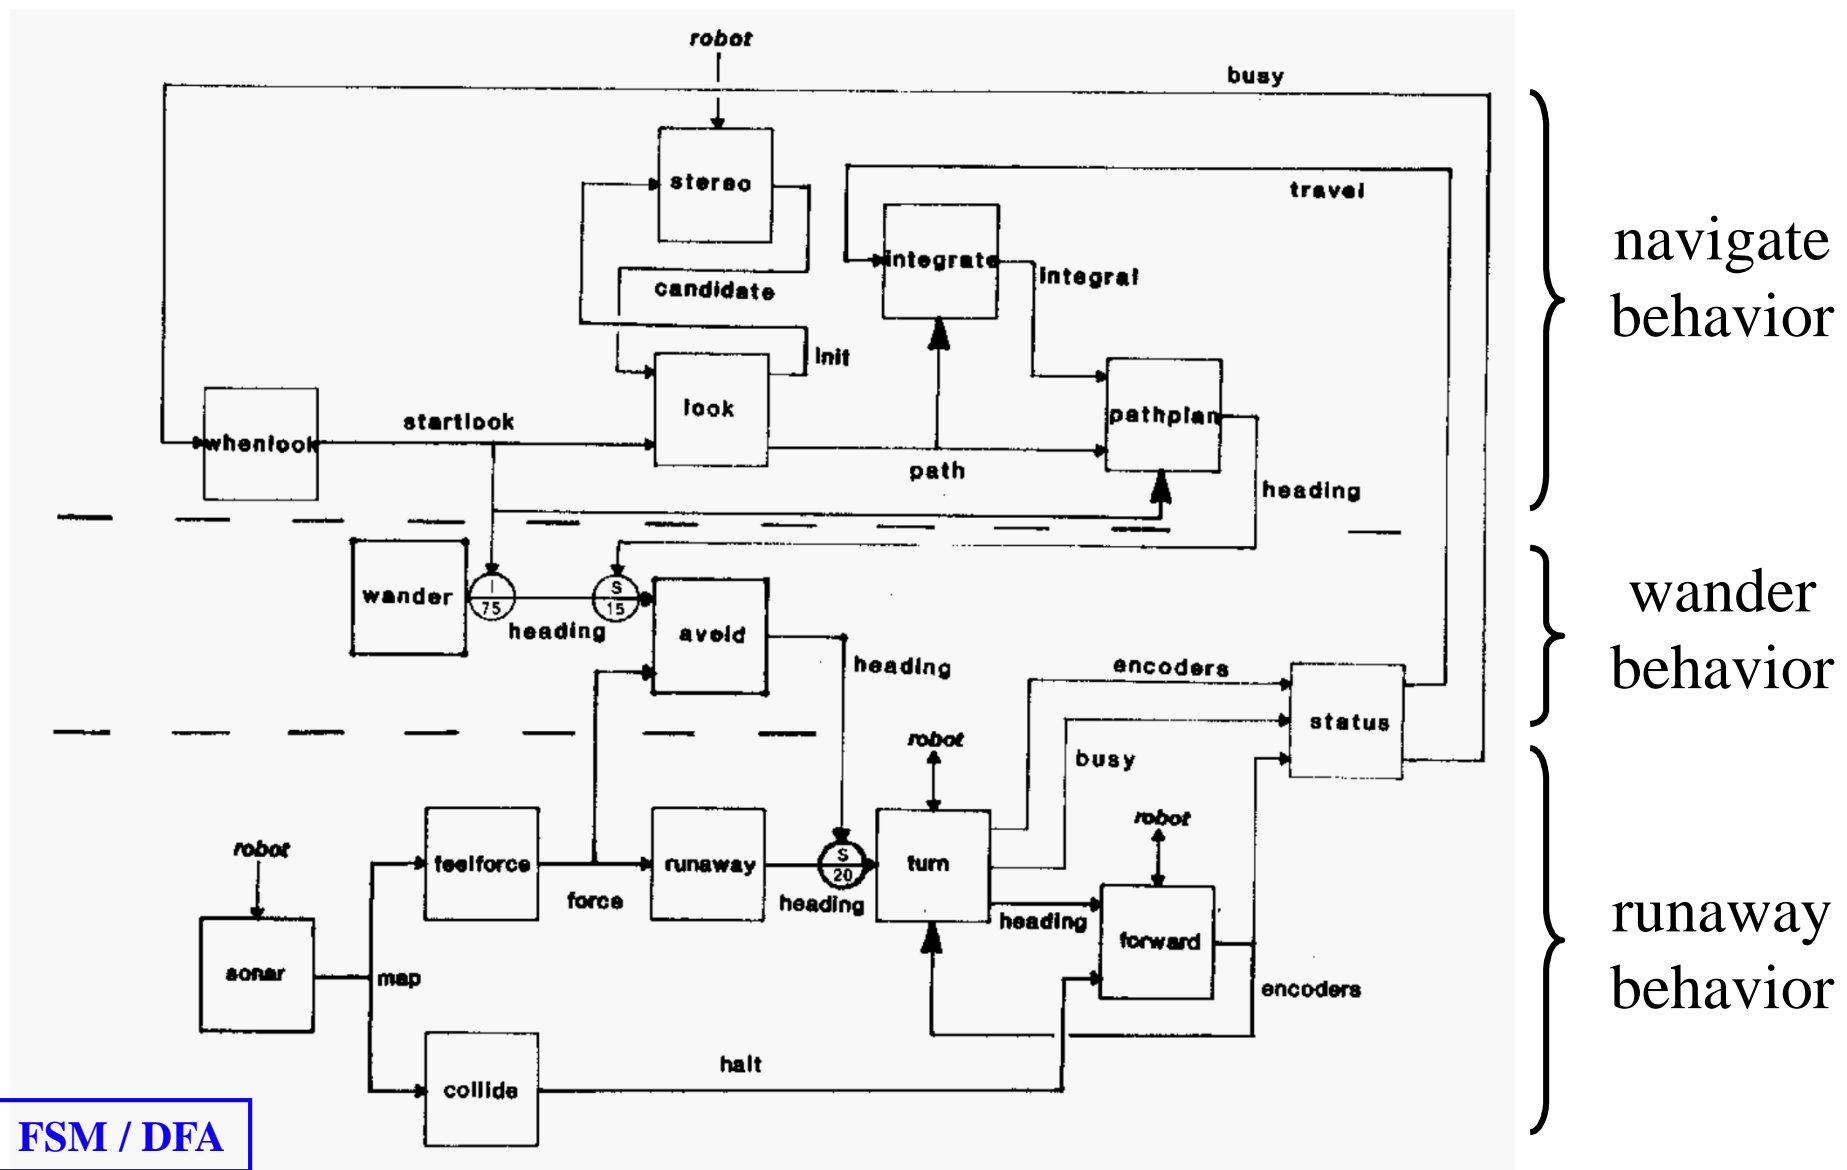 robot
busy
stereo
travel
integrate
integral
candidate
init
look
pathplan
startlook
whenlook
path
heading
navigate
behavior
wander
I
75
S
15
heading
avoid
heading
encoders
status
busy
wander
behavior
robot
robot
robot
feelforce
runaway
S
20
turn
force
heading
heading
forward
sonar
map
encoders
halt
collide
runaway
behavior
FSM / DFA